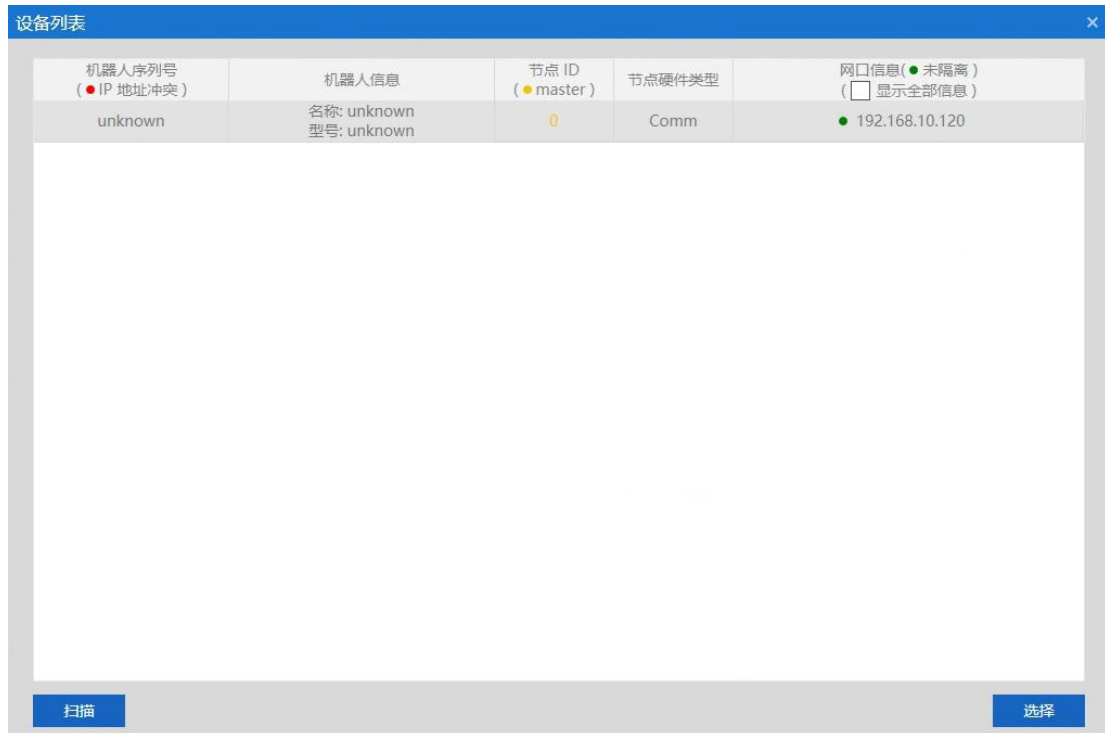 设备列表
机器人序列号
(●IP 地址冲突)
机器人信息
节点 ID
(●master)
节点硬件类型
网口信息(●未隔离)
( 显示全部信息)
unknown
名称: unknown
型号: unknown
0
Comm
● 192.168.10.120
扫描
选择